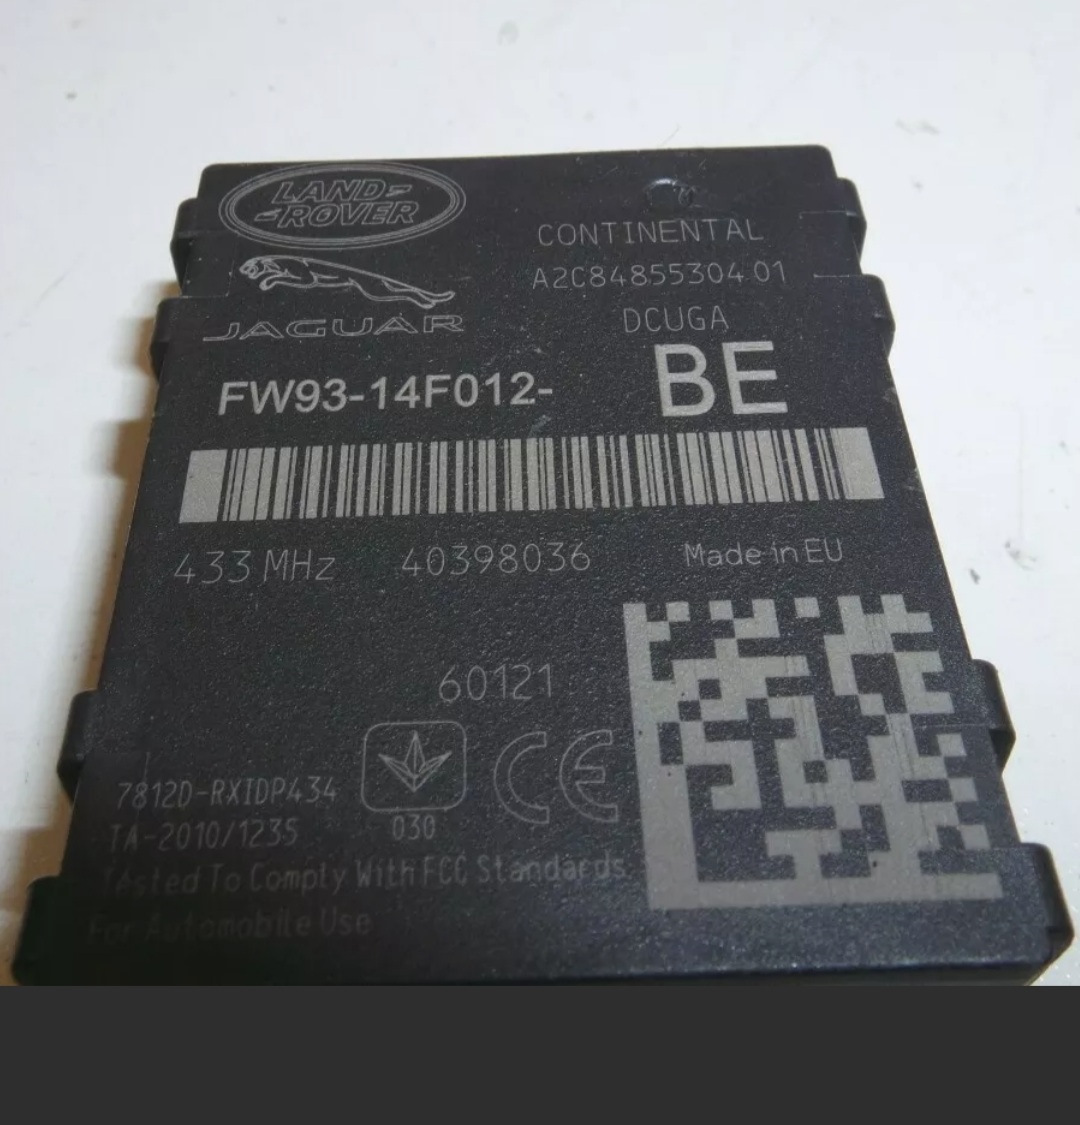 LAND-
-ROVER
JAGUAR
CONTINENTAL
A2C84855304 01
DCUGA
FW93-14F012- BE
433 MHz 40398036 Made in EU
60121
7812D-RXIDP434
TA-2010/1235
030
CE
Tested To Comply With FCC Standards
For Automobile Use